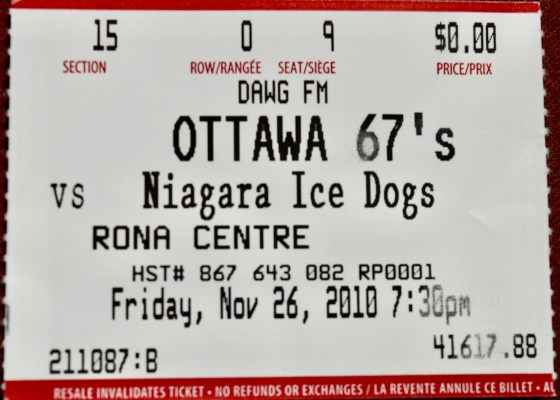 15 0 9 $0.00
SECTION ROW/RANGÉE SEAT/SIÈGE PRICE/PRIX
DAWG FM
OTTAWA 67's
vs Niagara Ice Dogs
RONA CENTRE
HST# 867 643 082 RP0001
Friday, Nov 26, 2010 7:30pm
211087:B 41617.88
RESALE INVALIDATES TICKET • NO REFUNDS OR EXCHANGES / LA REVENTE ANNULE CE BILLET •